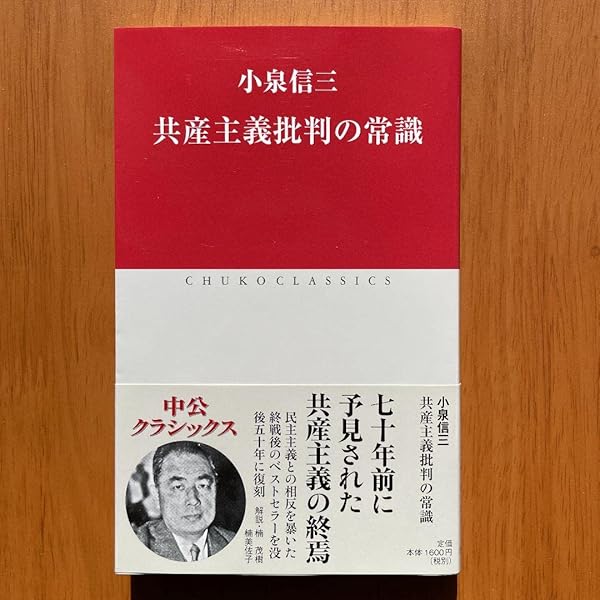 小泉信三
共産主義批判の常識
CHUKO CLASSICS
小泉信三
共産主義批判の常識
七十年前に
予見された
共産主義の終焉
民主主義との相反を暴いた
終戦後のベストセラーを没
後五十年に復刻
解説・楠 茂樹
楠美佐子
中公
クラシックス
定価
本体1600円
(税別)